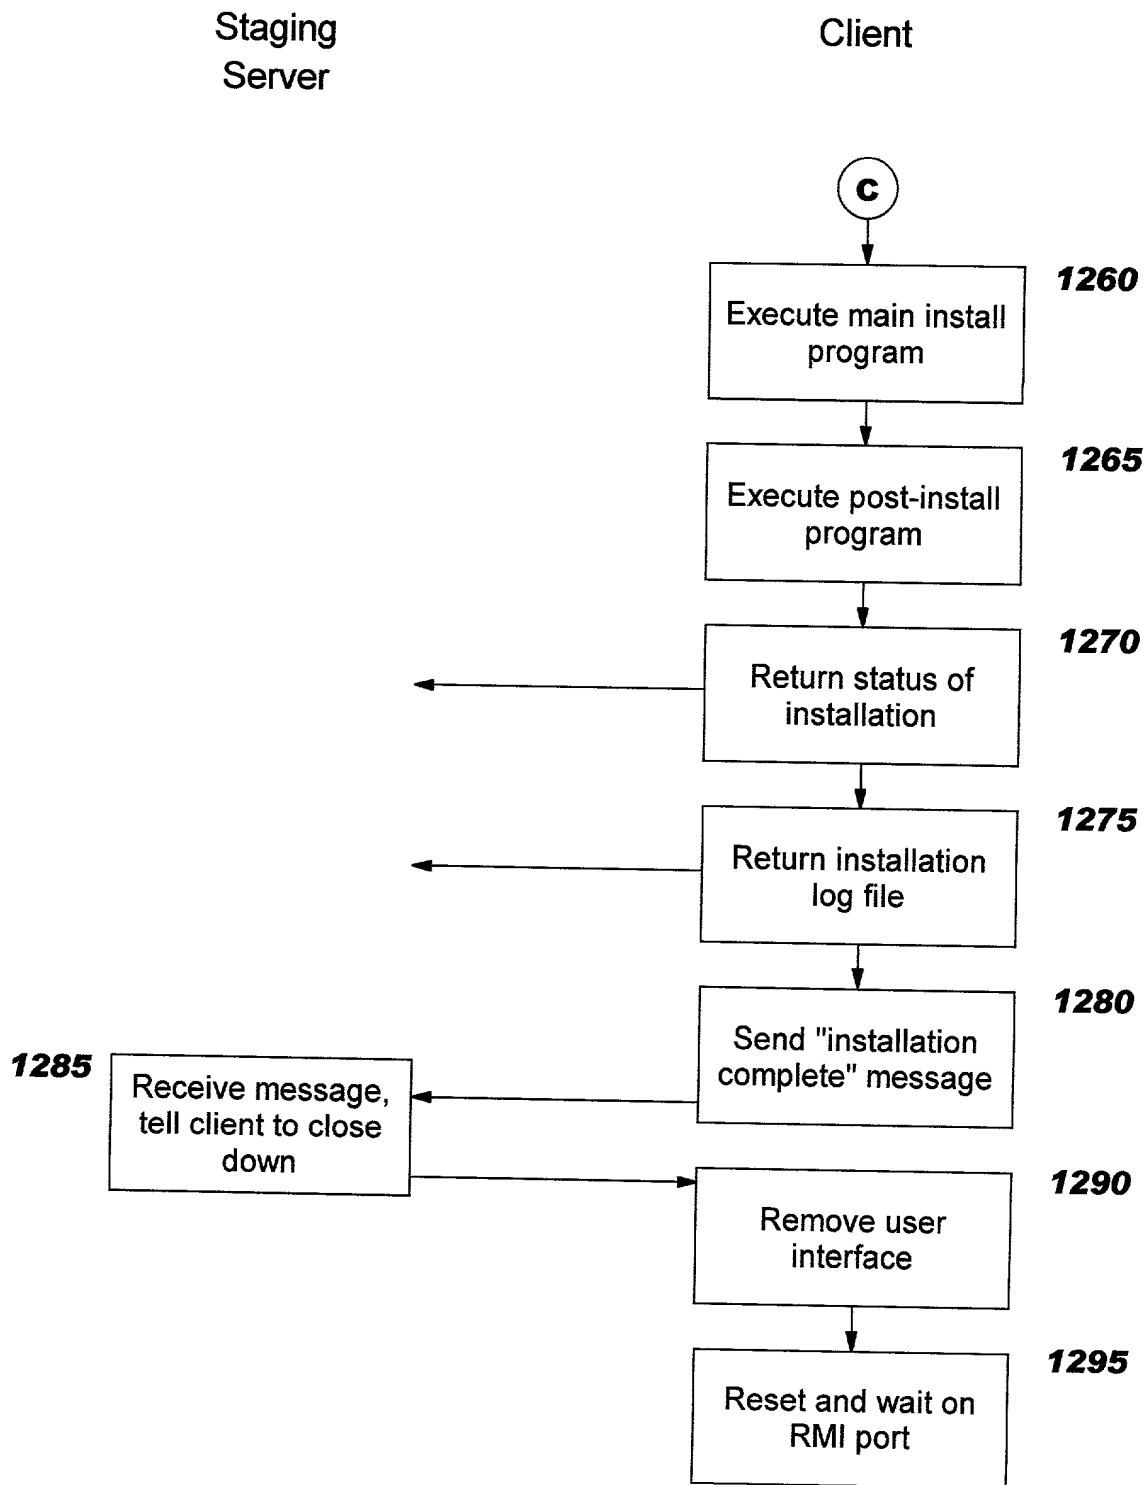 Staging
Server
Client
C
1260
Execute main install
program
1265
Execute post-install
program
1270
Return status of
installation
1275
Return installation
log file
1280
Send "installation
complete" message
1285
Receive message,
tell client to close
down
1290
Remove user
interface
1295
Reset and wait on
RMI port